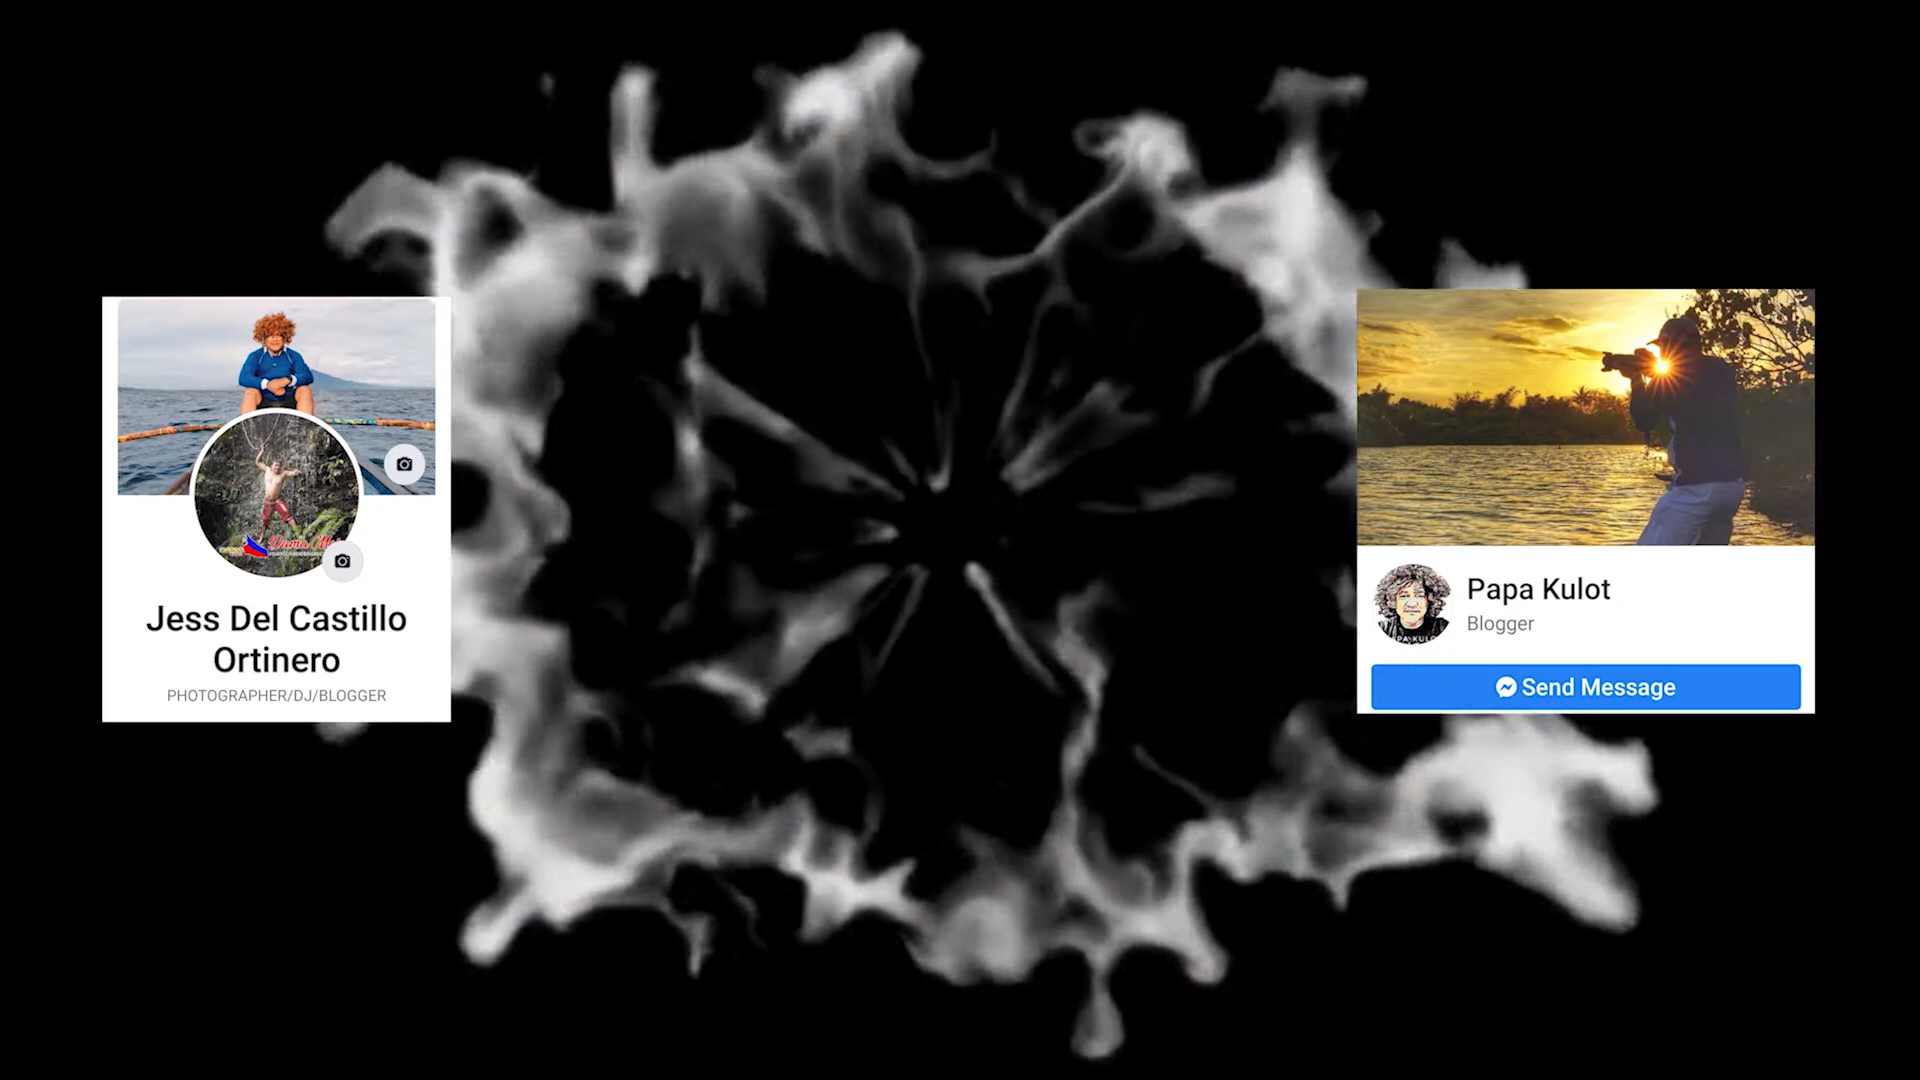 Jess Del Castillo
Ortinero
PHOTOGRAPHER/DJ/BLOGGER
Papa Kulot
Blogger
Send Message